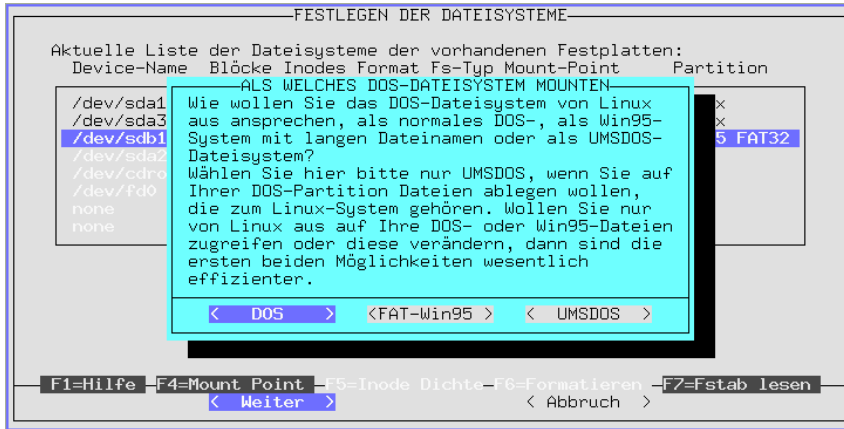 FESTLEGEN DER DATEISYSTEME
Aktuelle Liste der Dateisysteme der vorhandenen Festplatten:
Device-Name Blöcke Inodes Format Fs-Typ Mount-Point Partition
/dev/sda1
/dev/sda3
/dev/sdb1
/dev/sda2
/dev/cdro
/dev/fd0
none
none
x
x
5 FAT32
ALS WELCHES DOS-DATEISYSTEM MOUNTEN
Wie wollen Sie das DOS-Dateisystem von Linux
aus ansprechen, als normales DOS-, als Win95-
System mit langen Dateinamen oder als UMSDOS-
Dateisystem?
Wählen Sie hier bitte nur UMSDOS, wenn Sie auf
Ihrer DOS-Partition Dateien ablegen wollen,
die zum Linux-System gehören. Wollen Sie nur
von Linux aus auf Ihre DOS- oder Win95-Dateien
zugreifen oder diese verändern, dann sind die
ersten beiden Möglichkeiten wesentlich
effizienter.
< DOS > <FAT-Win95 > < UMSDOS >
F1=Hilfe F4=Mount Point F5=Inode Dichte F6=Formatieren F7=Fstab lesen
< Weiter > < Abbruch >